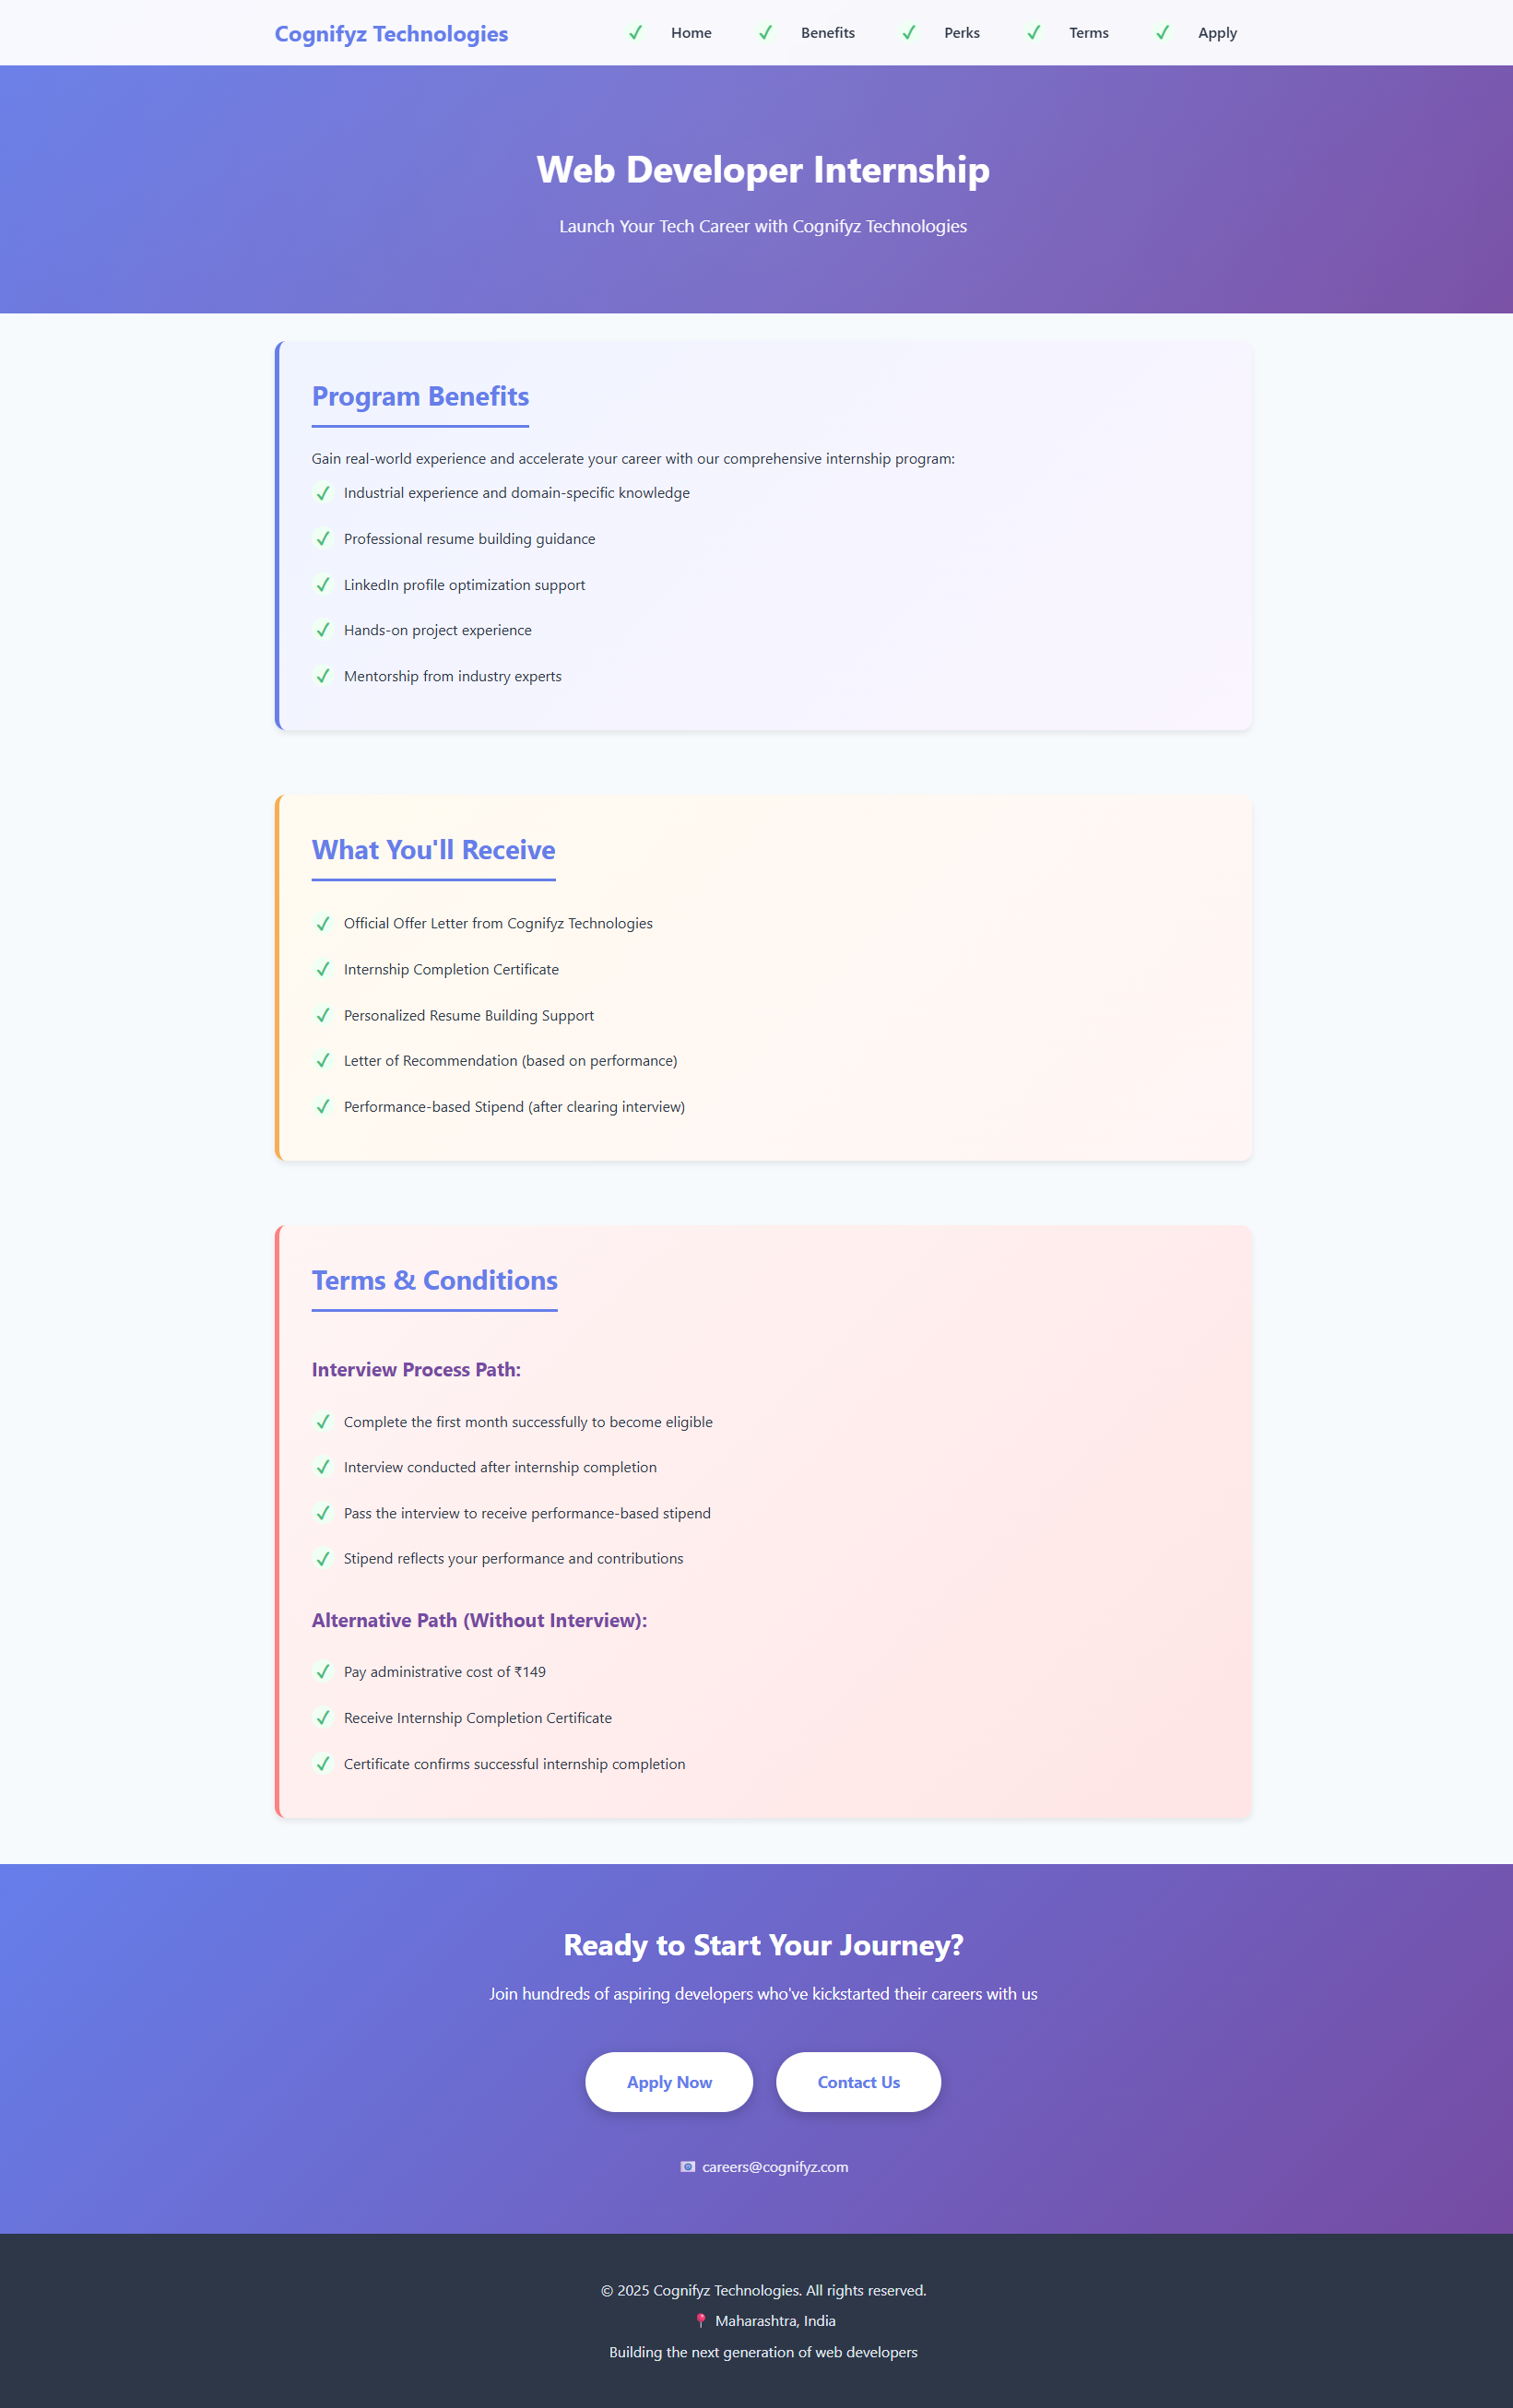 Cognifyz Technologies
✓ Home ✓ Benefits ✓ Perks ✓ Terms ✓ Apply
Web Developer Internship
Launch Your Tech Career with Cognifyz Technologies
Program Benefits
Gain real-world experience and accelerate your career with our comprehensive internship program:
✓ Industrial experience and domain-specific knowledge
✓ Professional resume building guidance
✓ LinkedIn profile optimization support
✓ Hands-on project experience
✓ Mentorship from industry experts
What You'll Receive
✓ Official Offer Letter from Cognifyz Technologies
✓ Internship Completion Certificate
✓ Personalized Resume Building Support
✓ Letter of Recommendation (based on performance)
✓ Performance-based Stipend (after clearing interview)
Terms & Conditions
Interview Process Path:
✓ Complete the first month successfully to become eligible
✓ Interview conducted after internship completion
✓ Pass the interview to receive performance-based stipend
✓ Stipend reflects your performance and contributions
Alternative Path (Without Interview):
✓ Pay administrative cost of ₹149
✓ Receive Internship Completion Certificate
✓ Certificate confirms successful internship completion
Ready to Start Your Journey?
Join hundreds of aspiring developers who've kickstarted their careers with us
Apply Now
Contact Us
📧 careers@cognifyz.com
© 2025 Cognifyz Technologies. All rights reserved.
📍 Maharashtra, India
Building the next generation of web developers